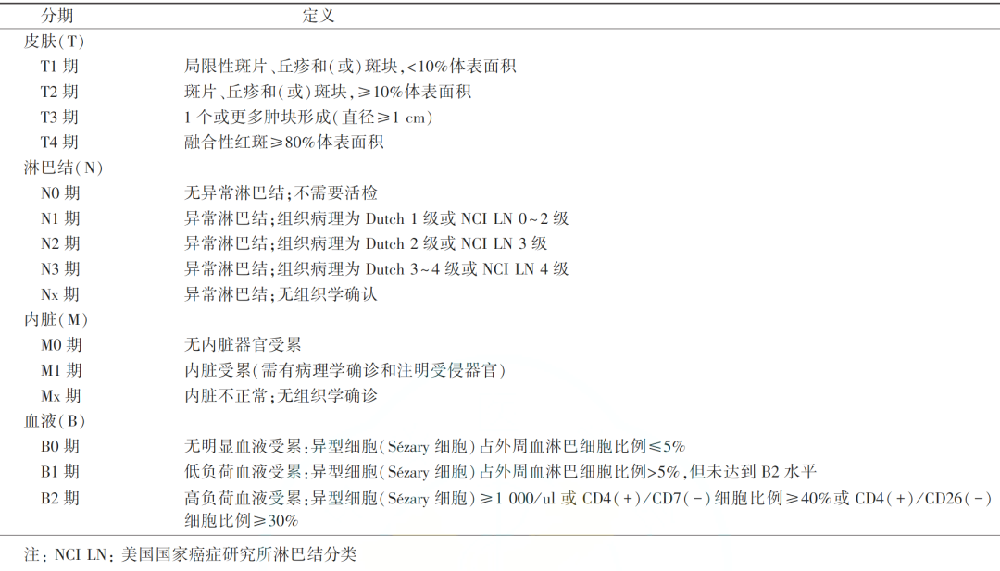 分期 定义
皮肤(T)
T1 期 局限性斑片、丘疹和(或)斑块,<10%体表面积
T2 期 斑片、丘疹和(或)斑块,≥10%体表面积
T3 期 1 个或更多肿块形成(直径≥1 cm)
T4 期 融合性红斑≥80%体表面积
淋巴结(N)
N0 期 无异常淋巴结;不需要活检
N1 期 异常淋巴结;组织病理为 Dutch 1 级或 NCI LN 0~2 级
N2 期 异常淋巴结;组织病理为 Dutch 2 级或 NCI LN 3 级
N3 期 异常淋巴结;组织病理为 Dutch 3~4 级或 NCI LN 4 级
Nx 期 异常淋巴结;无组织学确认
内脏(M)
M0 期 无内脏器官受累
M1 期 内脏受累(需有病理学确诊和注明受侵器官)
Mx 期 内脏不正常;无组织学确诊
血液(B)
B0 期 无明显血液受累:异型细胞(Sézary 细胞)占外周血淋巴细胞比例≤5%
B1 期 低负荷血液受累:异型细胞(Sézary 细胞)占外周血淋巴细胞比例>5%,但未达到 B2 水平
B2 期 高负荷血液受累:异型细胞(Sézary 细胞)≥1 000/ul 或 CD4(+)/CD7(-)细胞比例≥40%或 CD4(+)/CD26(-)
细胞比例≥30%
注: NCI LN: 美国国家癌症研究所淋巴结分类